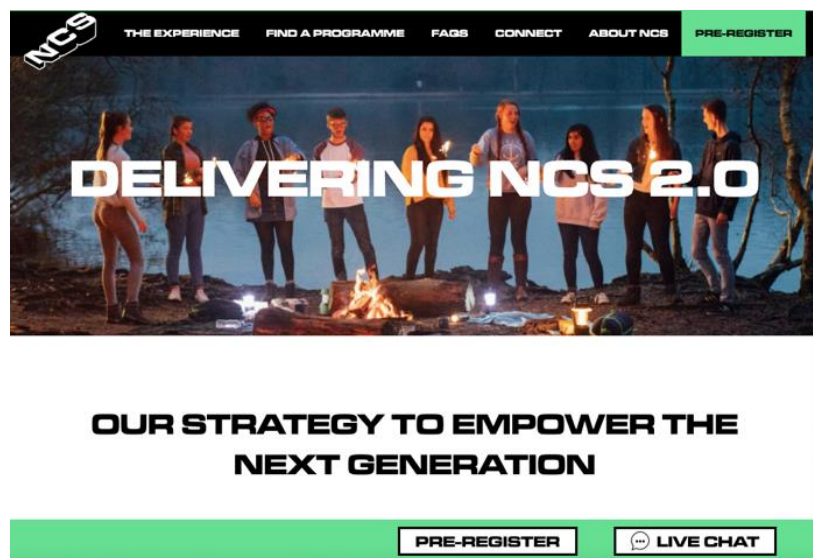 NCS
THE EXPERIENCE FIND A PROGRAMME FAQS CONNECT ABOUT NCS PRE-REGISTER
DELIVERING NCS 2.0
OUR STRATEGY TO EMPOWER THE
NEXT GENERATION
PRE-REGISTER LIVE CHAT